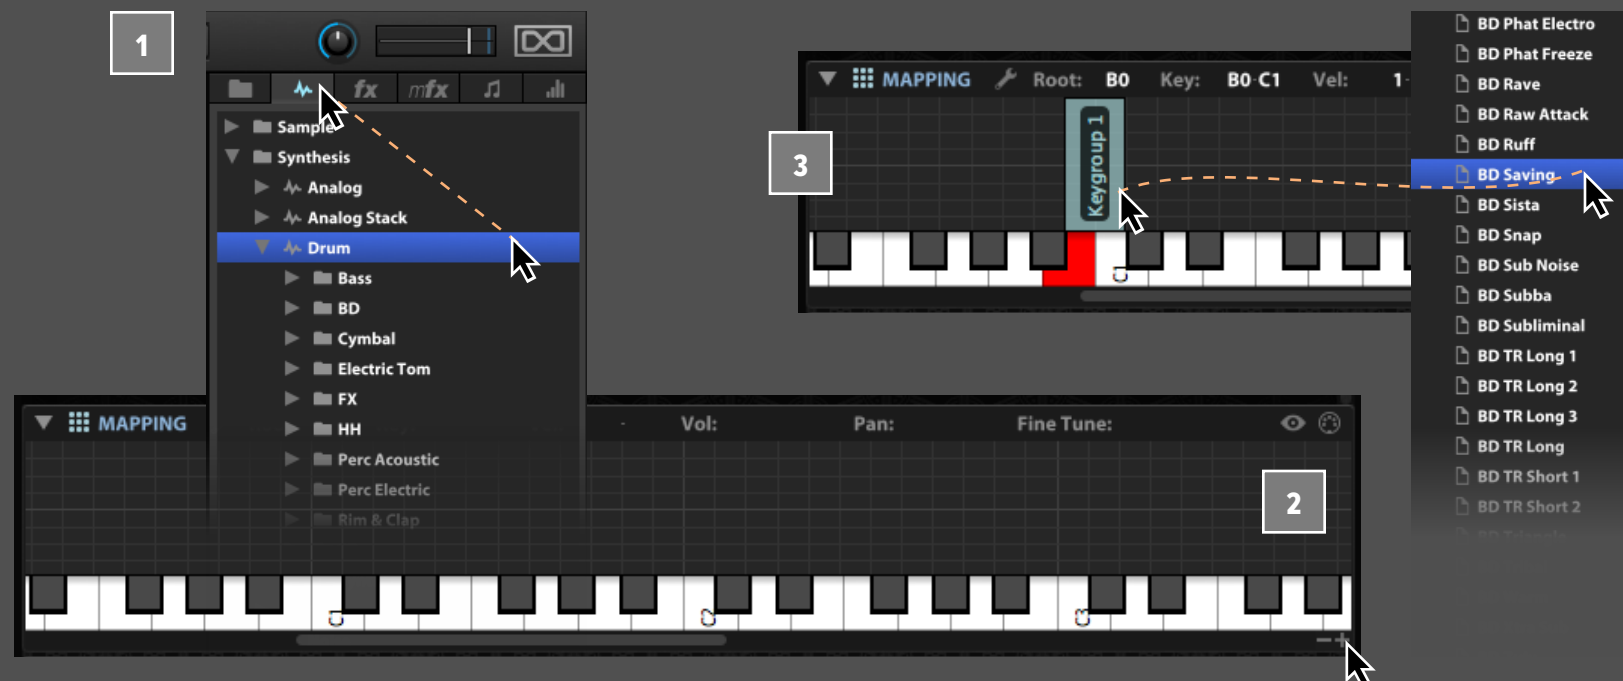 1
fx
mfx
Sample
Synthesis
Analog
Analog Stack
Drum
Bass
BD
Cymbal
Electric Tom
FX
HH
Perc Acoustic
Perc Electric
Rim & Clap
MAPPING - Vol: Pan: Fine Tune:
2
C1 C2 C3
3
MAPPING Root: B0 Key: B0-C1 Vel: 1-
Keygroup 1
C1
BD Phat Electro
BD Phat Freeze
BD Rave
BD Raw Attack
BD Ruff
BD Saving
BD Sista
BD Snap
BD Sub Noise
BD Subba
BD Subliminal
BD TR Long 1
BD TR Long 2
BD TR Long 3
BD TR Long
BD TR Short 1
BD TR Short 2
BD Triangle